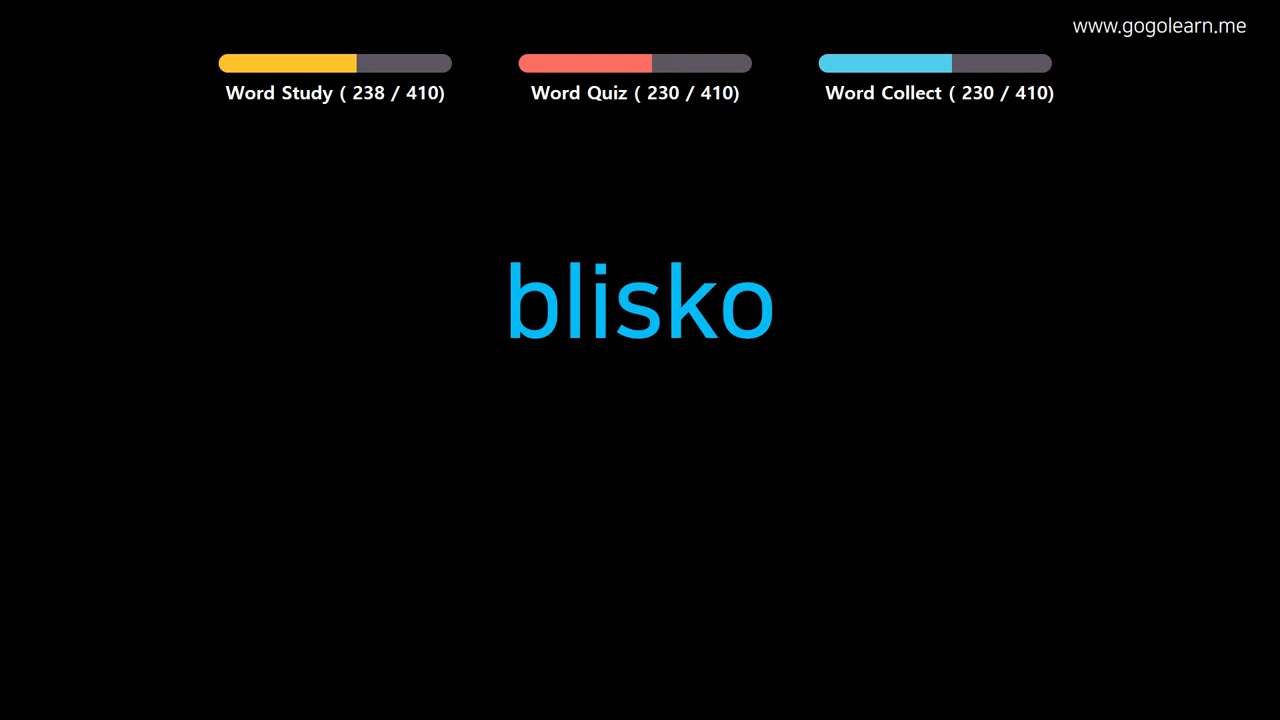 www.gogolearn.me
Word Study ( 238 / 410)
Word Quiz ( 230 / 410)
Word Collect ( 230 / 410)
blisko